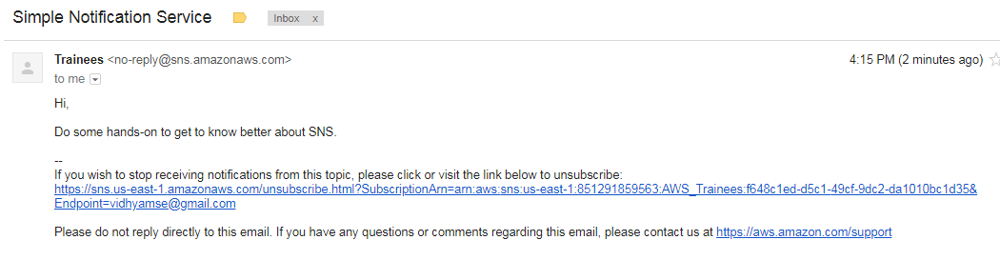 Simple Notification Service
Inbox x
Trainees <no-reply@sns.amazonaws.com>
4:15 PM (2 minutes ago)
to me
Hi,
Do some hands-on to get to know better about SNS.
--
If you wish to stop receiving notifications from this topic, please click or visit the link below to unsubscribe:
https://sns.us-east-1.amazonaws.com/unsubscribe.html?SubscriptionArn=arn:aws:sns:us-east-1:851291859563:AWS_Trainees:f648c1ed-d5c1-49cf-9dc2-da1010bc1d35&
Endpoint=vidhyamse@gmail.com
Please do not reply directly to this email. If you have any questions or comments regarding this email, please contact us at https://aws.amazon.com/support